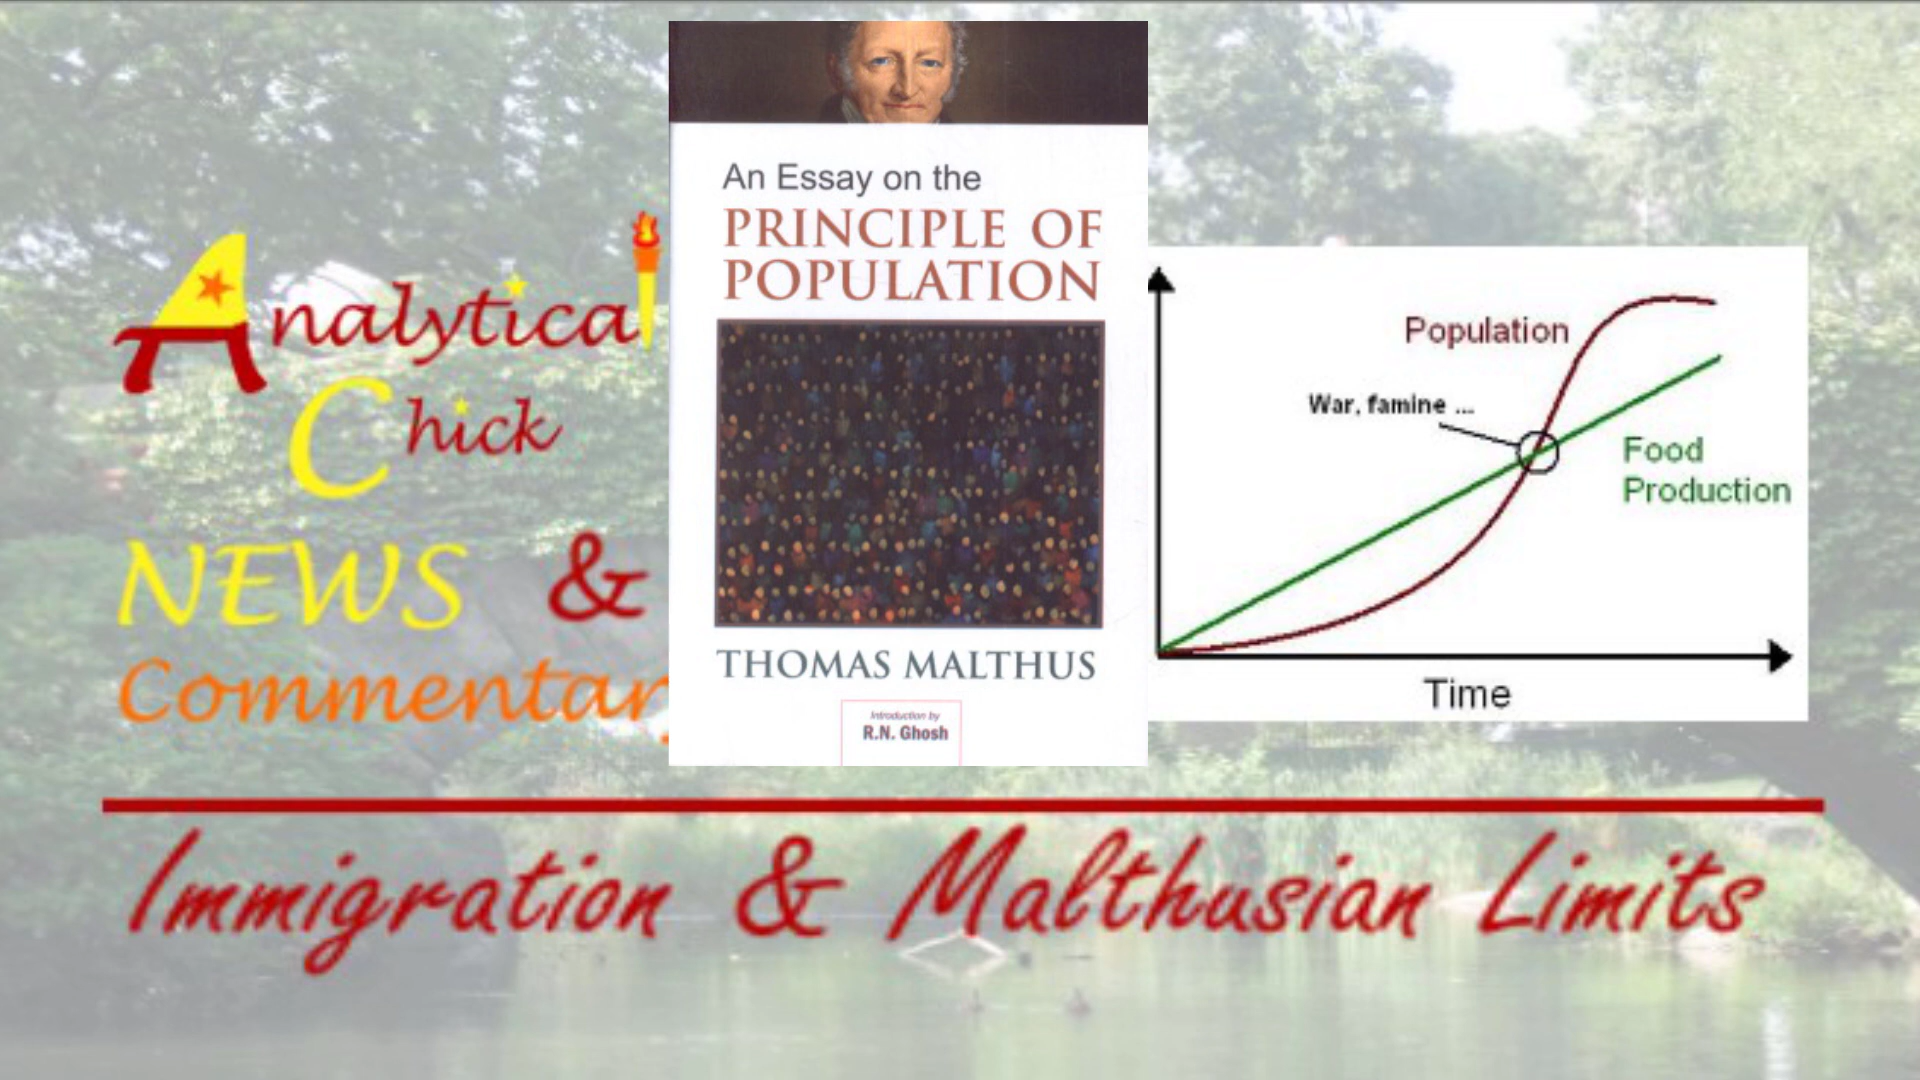 Analytical
Chick
NEWS &
Commentary
An Essay on the
PRINCIPLE OF
POPULATION
THOMAS MALTHUS
Introduction by
R.N. Ghosh
Population
War, famine ...
Food
Production
Time
Immigration & Malthusian Limits